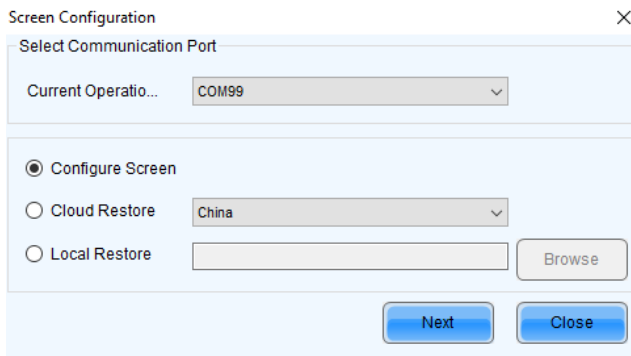 Screen Configuration
Select Communication Port
Current Operatio... COM99
Configure Screen
Cloud Restore China
Local Restore Browse
Next Close